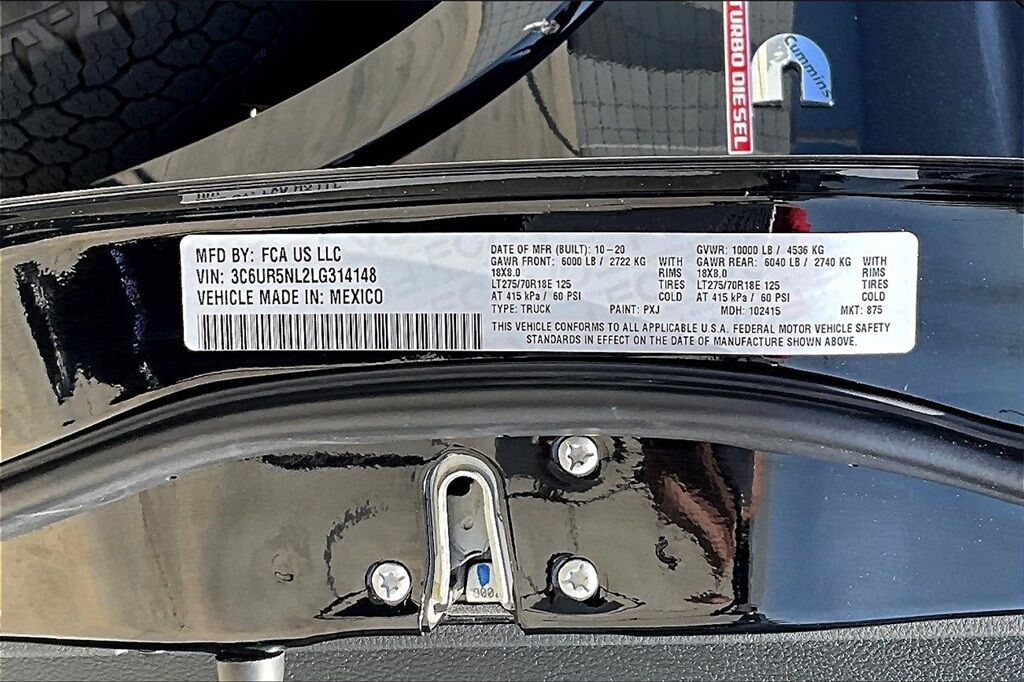 TURBO DIESEL
Cummins
MFD BY: FCA US LLC
VIN: 3C6UR5NL2LG314148
VEHICLE MADE IN: MEXICO
DATE OF MFR (BUILT): 10-20
GAWR FRONT: 6000 LB / 2722 KG WITH
18X8.0 RIMS
LT275/70R18E 125 TIRES
AT 415 kPa / 60 PSI COLD
TYPE: TRUCK PAINT: PXJ
GVWR: 10000 LB / 4536 KG
GAWR REAR: 6040 LB / 2740 KG WITH
18X8.0 RIMS
LT275/70R18E 125 TIRES
AT 415 kPa / 60 PSI COLD
MDH: 102415 MKT: 875
THIS VEHICLE CONFORMS TO ALL APPLICABLE U.S.A. FEDERAL MOTOR VEHICLE SAFETY
STANDARDS IN EFFECT ON THE DATE OF MANUFACTURE SHOWN ABOVE.